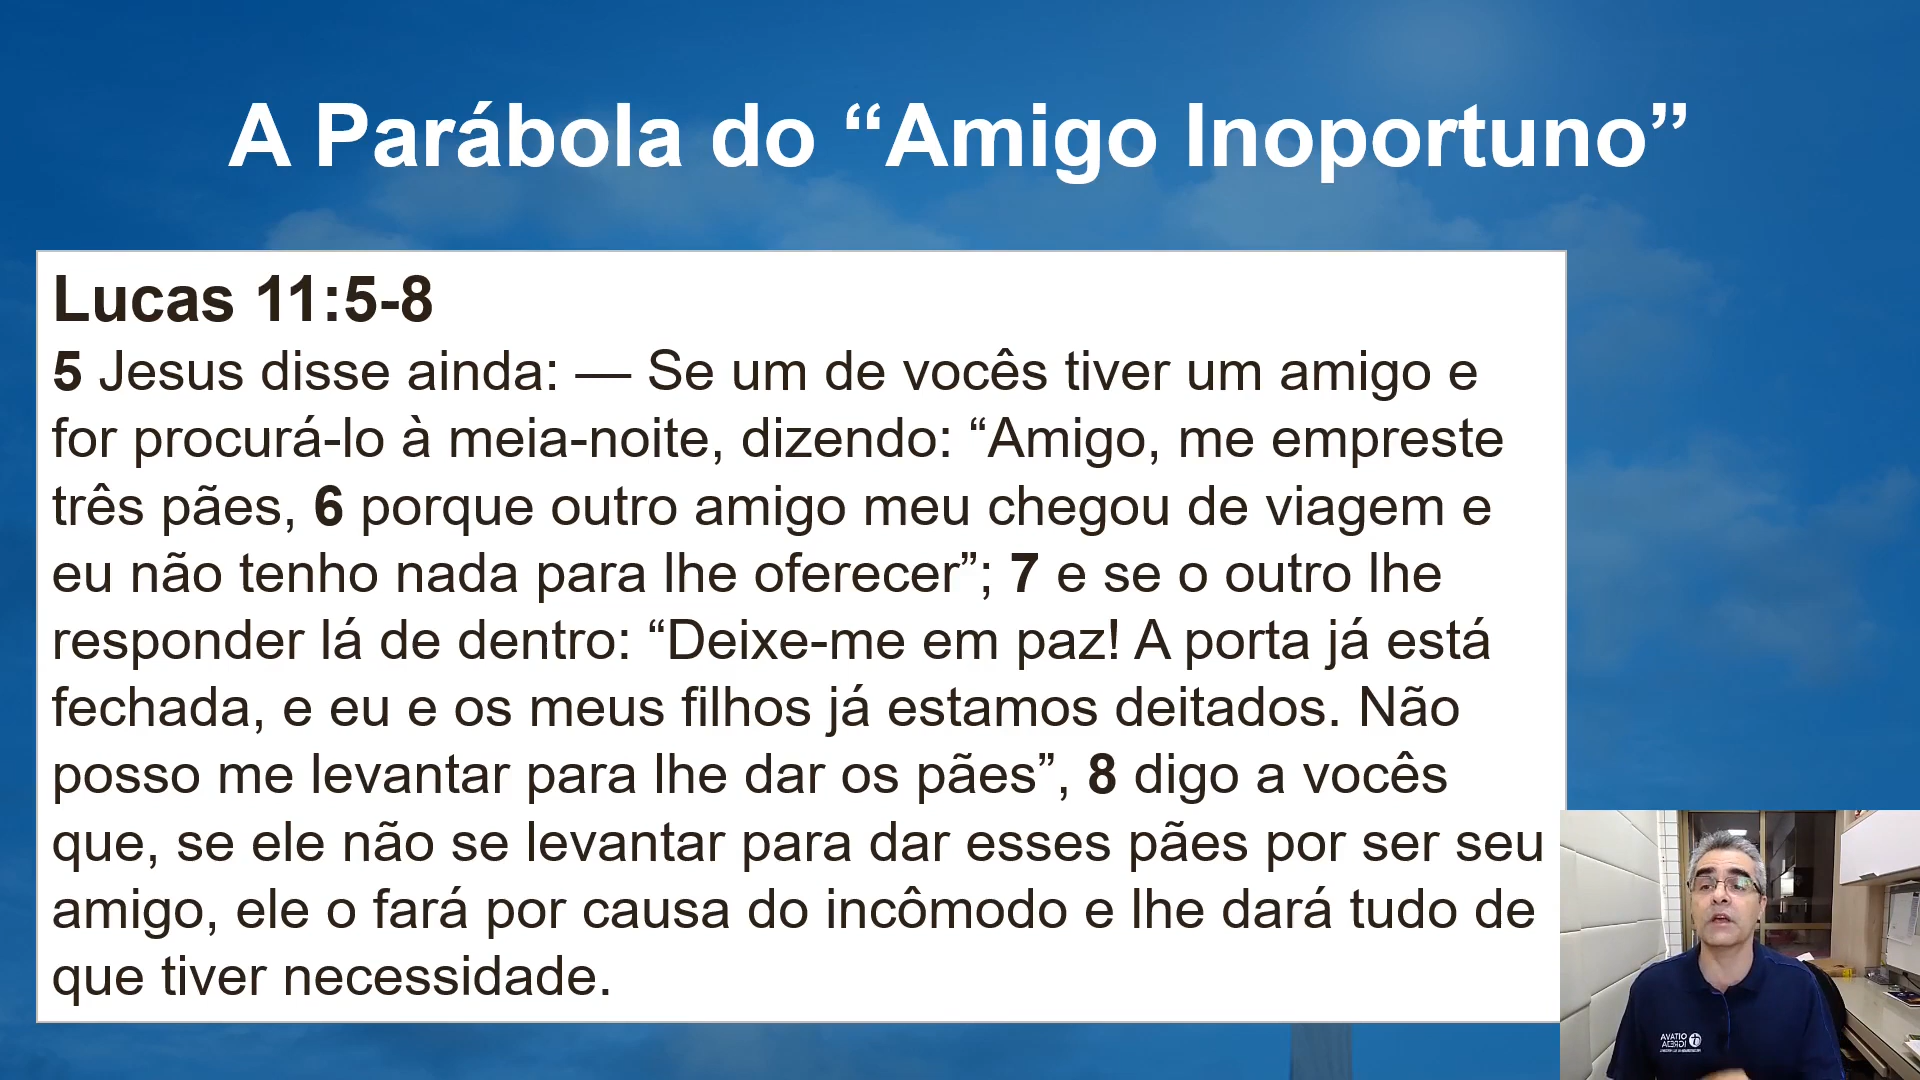 A Parábola do “Amigo Inoportuno”
Lucas 11:5-8
5 Jesus disse ainda: — Se um de vocês tiver um amigo e
for procurá-lo à meia-noite, dizendo: “Amigo, me empreste
três pães, 6 porque outro amigo meu chegou de viagem e
eu não tenho nada para lhe oferecer”; 7 e se o outro lhe
responder lá de dentro: “Deixe-me em paz! A porta já está
fechada, e eu e os meus filhos já estamos deitados. Não
posso me levantar para lhe dar os pães”, 8 digo a vocês
que, se ele não se levantar para dar esses pães por ser seu
amigo, ele o fará por causa do incômodo e lhe dará tudo de
que tiver necessidade.